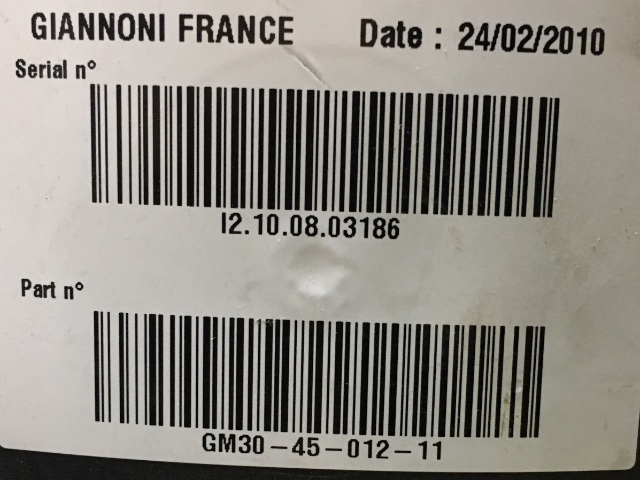 GIANNONI FRANCE Date : 24/02/2010
Serial n°
I2.10.08.03186
Part n°
GM30-45-012-11